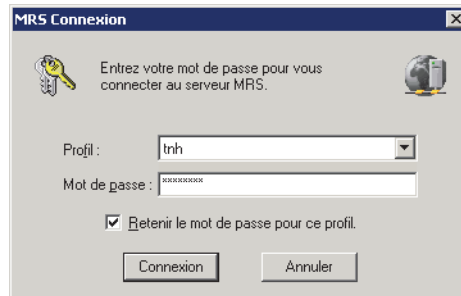 MRS Connexion
Entrez votre mot de passe pour vous
connecter au serveur MRS.
Profil : tnh
Mot de passe : ********
Retenir le mot de passe pour ce profil.
Connexion Annuler